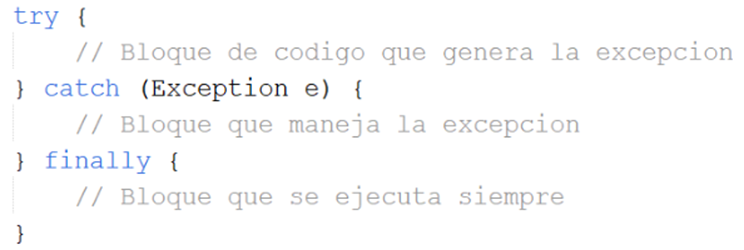 try {
// Bloque de codigo que genera la excepcion
} catch (Exception e) {
// Bloque que maneja la excepcion
} finally {
// Bloque que se ejecuta siempre
}